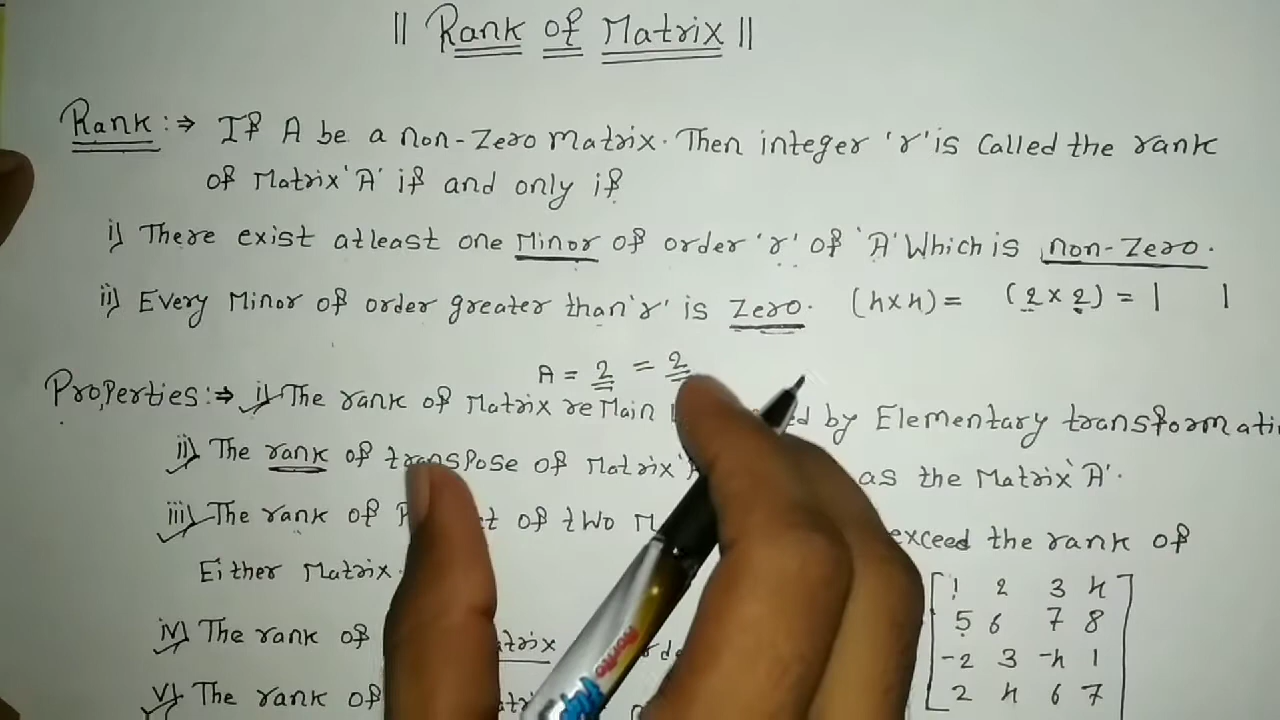 || Rank of Matrix ||
Rank :⇒ If A be a non-Zero Matrix. Then integer 'r' is Called the rank
of Matrix 'A' if and only if
i) There exist atleast one Minor of order 'r' of 'A' Which is non-Zero.
ii) Every Minor of order greater than 'r' is Zero. (4x4) = (2x2) = | |
A = 2 = 2
Properties :⇒ i) The rank of Matrix reMain by Elementary
ii) The rank of transpose of Matrix as the Matrix 'A'.
iii) The rank of of two exceed the rank of
Either Matrix.
iv) The rank of
v) The rank of
1 2 3 4
5 6 7 8
-2 3 -4 1
2 4 6 7